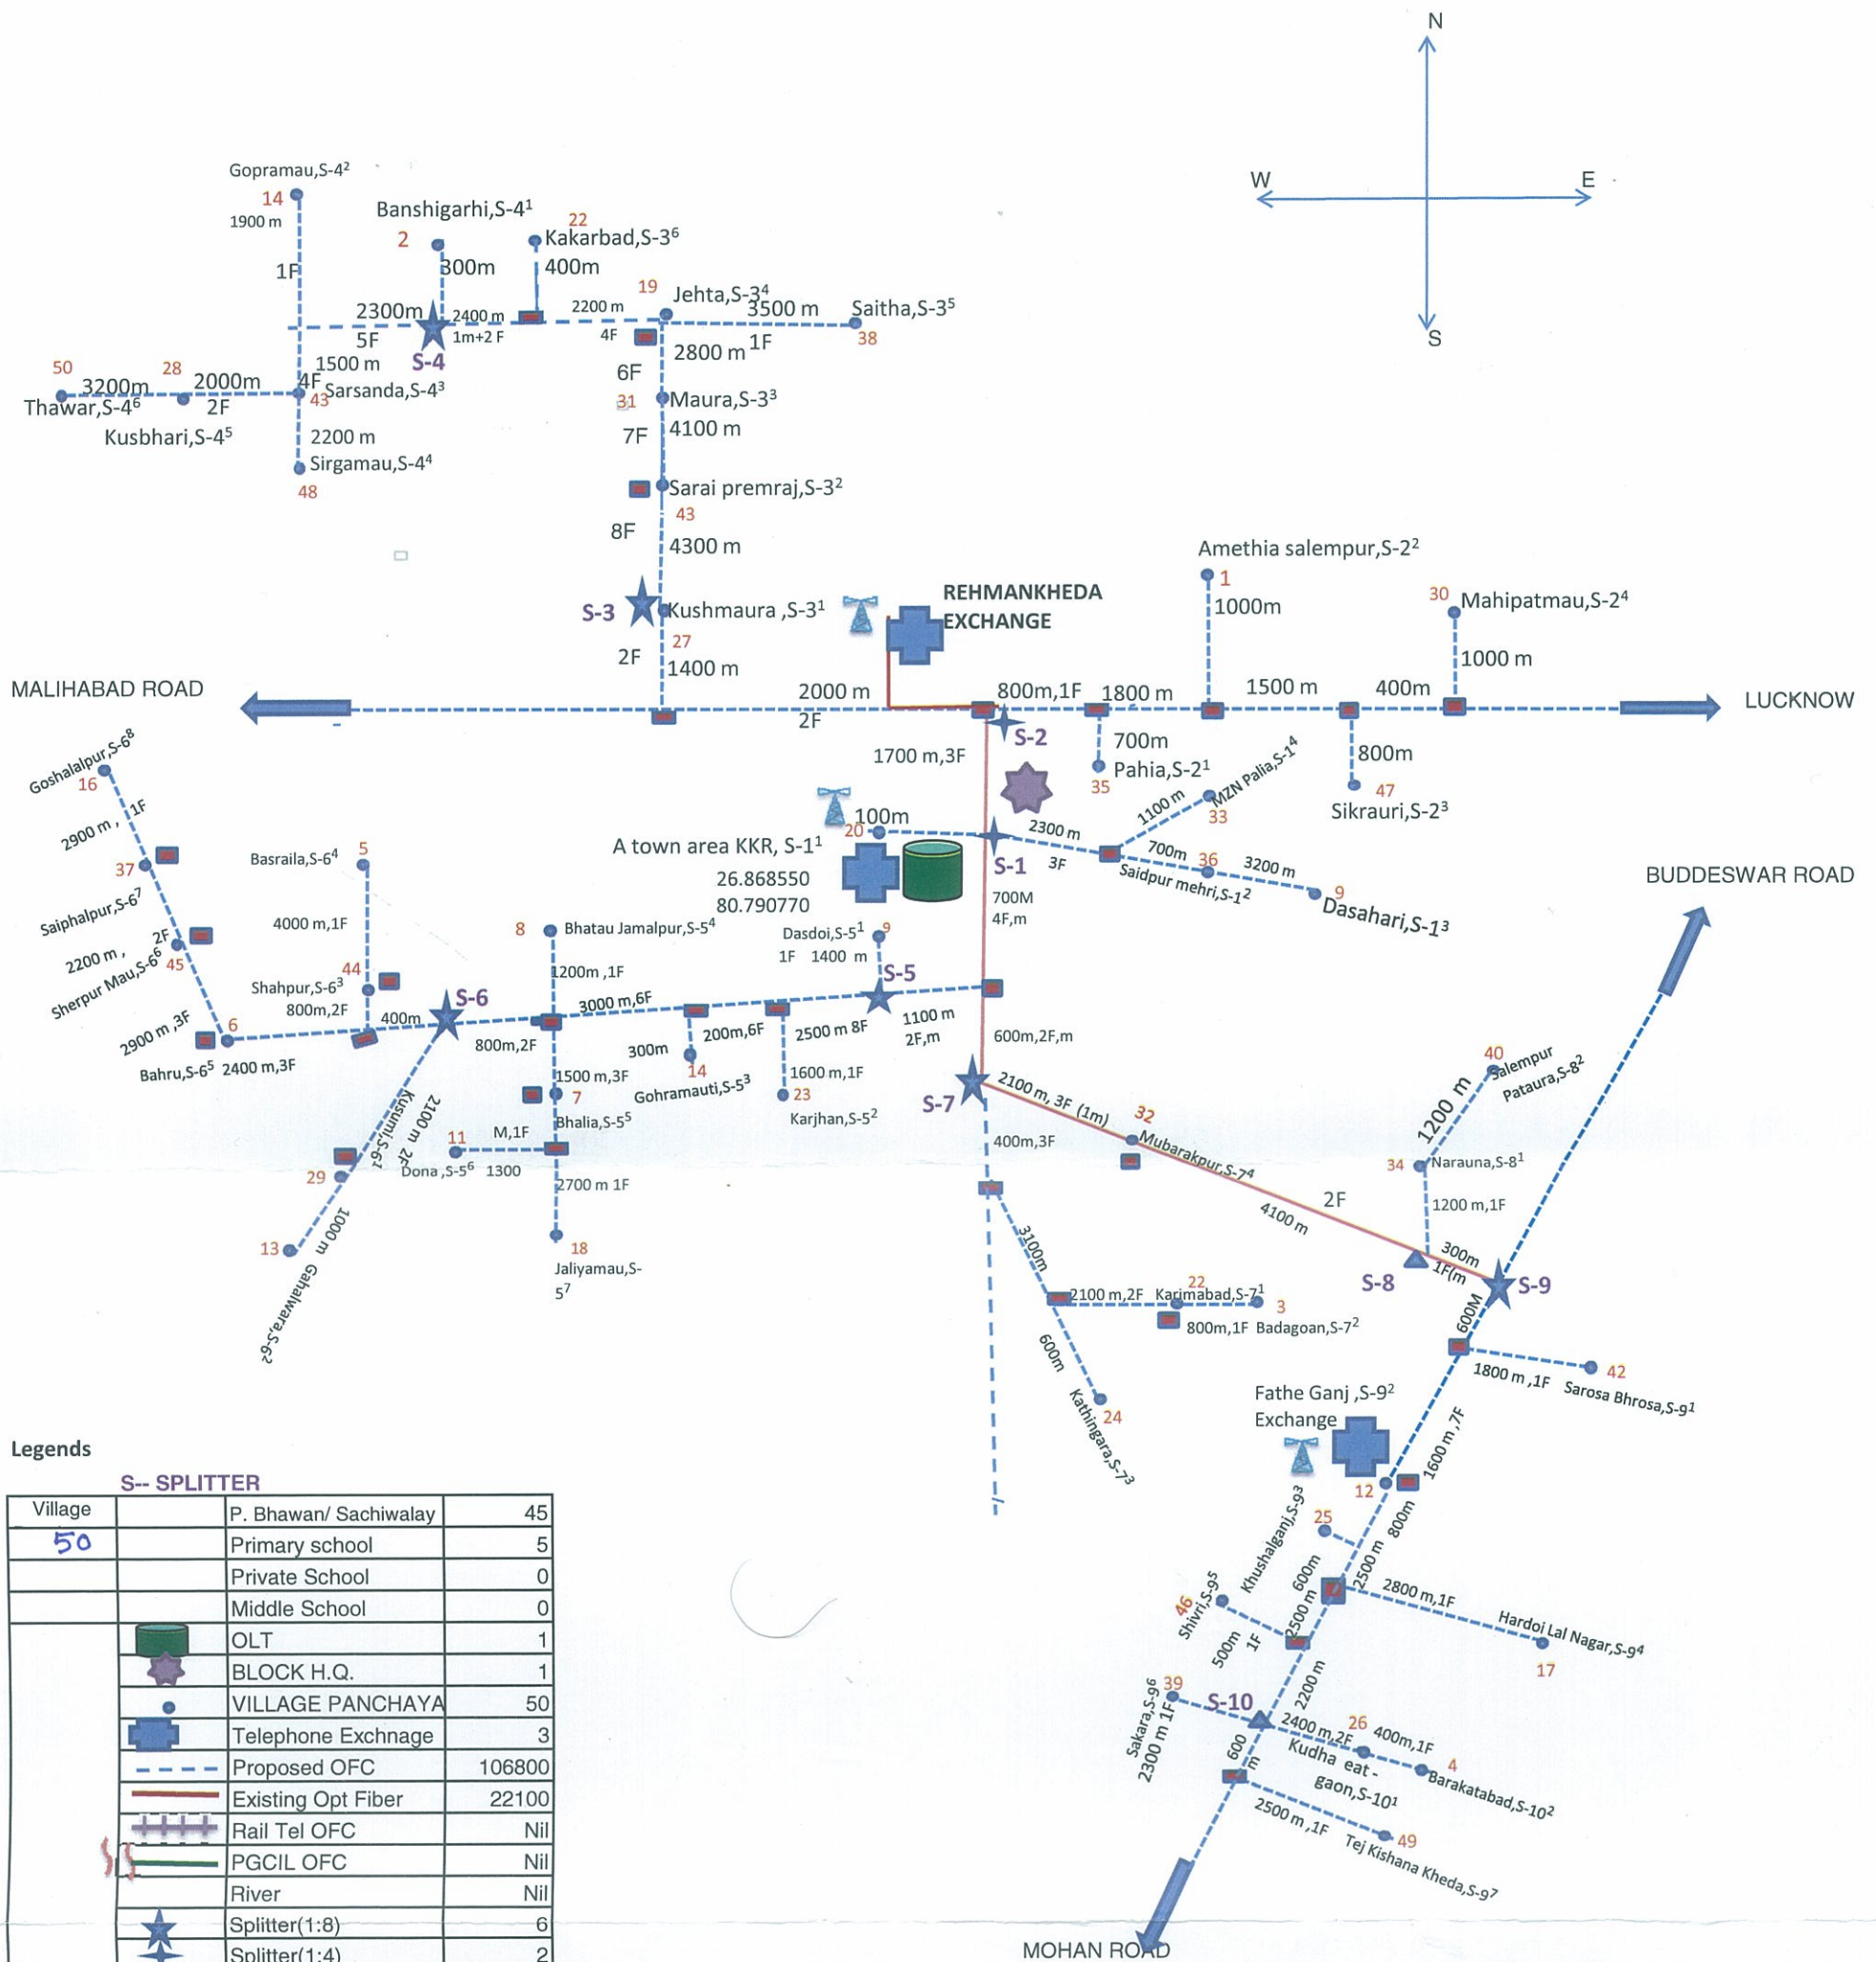 N
W
E
S
Gopramau,S-4²
14
1900 m
1F
Banshigarhi,S-4¹
2
300m
22
Kakarbad,S-3⁶
400m
19
Jehta,S-3⁴
3500 m
Saitha,S-3⁵
38
1F
2300m
5F
2400 m
1m+2 F
2200 m
4F
S-4
2800 m
6F
1500 m
4F
50
3200m
28
2000m
2F
Thawar,S-4⁶
Kusbhari,S-4⁵
43
Sarsanda,S-4³
2200 m
Sirgamau,S-4⁴
48
31
Maura,S-3³
7F
4100 m
Sarai premraj,S-3²
43
8F
4300 m
S-3
Kushmaura ,S-3¹
27
2F
1400 m
REHMANKHEDA
EXCHANGE
Amethia salempur,S-2²
1
1000m
30
Mahipatmau,S-2⁴
1000 m
MALIHABAD ROAD
2000 m
2F
800m,1F
1800 m
1500 m
400m
LUCKNOW
S-2
1700 m,3F
700m
Pahia,S-2¹
35
800m
47
Sikrauri,S-2³
1100 m
MZN Palia,S-1⁴
33
100m
20
A town area KKR, S-1¹
26.868550
80.790770
2300 m
3F
S-1
700m
36
3200 m
Saidpur mehri,S-1²
9
Dasahari,S-1³
700M
4F,m
BUDDESWAR ROAD
Goshalalpur,S-6⁸
16
2900 m , 1F
37
Saiphalpur,S-6⁷
2F
2200 m ,
45
Sherpur Mau,S-6⁶
2900 m ,3F
6
Bahru,S-6⁵
2400 m,3F
Basraila,S-6⁴
5
4000 m,1F
44
Shahpur,S-6³
800m,2F
400m
S-6
8
Bhatau Jamalpur,S-5⁴
1200m ,1F
3000 m,6F
800m,2F
Dasdoi,S-5¹
9
1F 1400 m
S-5
1100 m
2F,m
2500 m 8F
200m,6F
300m
14
Gohramauti,S-5³
1600 m,1F
23
Karjhan,S-5²
600m,2F,m
1500 m,3F
7
Bhalia,S-5⁵
11
M,1F
Dona ,S-5⁶ 1300
2700 m 1F
18
Jaliyamau,S-
5⁷
2100 m 2F
Kusumi,S-6¹
29
1000 m
13
Gahalwara,S-6²
S-7
2100 m, 3F (1m)
32
Mubarakpur,S-7⁴
2F
4100 m
400m,3F
3100m
2100 m,2F
22
Karimabad,S-7¹
3
800m,1F Badagoan,S-7²
600m
24
Kathingara,S-7³
40
Salempur
Pataura,S-8²
1200 m
34
Narauna,S-8¹
1200 m,1F
S-8
300m
1F(m
S-9
600M
1800 m ,1F
42
Sarosa Bhrosa,S-9¹
Fathe Ganj ,S-9²
Exchange
1600 m ,7F
12
800m
25
Khushalganj,S-9³
600m
2500 m
2800 m,1F
Hardoi Lal Nagar,S-9⁴
17
46
Shivri,S-9⁵
500m
1F
2500 m
2200 m
39
Sakara,S-9⁶
2300 m 1F
S-10
2400 m,2F
26
400m,1F
4
Kudha eat -
gaon,S-10¹
Barakatabad,S-10²
600
m
2500 m ,1F
49
Tej Kishana Kheda,S-9⁷
MOHAN ROAD
Legends
S-- SPLITTER
Village P. Bhawan/ Sachiwalay 45
50 Primary school 5
Private School 0
Middle School 0
OLT 1
BLOCK H.Q. 1
VILLAGE PANCHAYA 50
Telephone Exchnage 3
Proposed OFC 106800
Existing Opt Fiber 22100
Rail Tel OFC Nil
PGCIL OFC Nil
River Nil
Splitter(1:8) 6
Splitter(1:4) 2